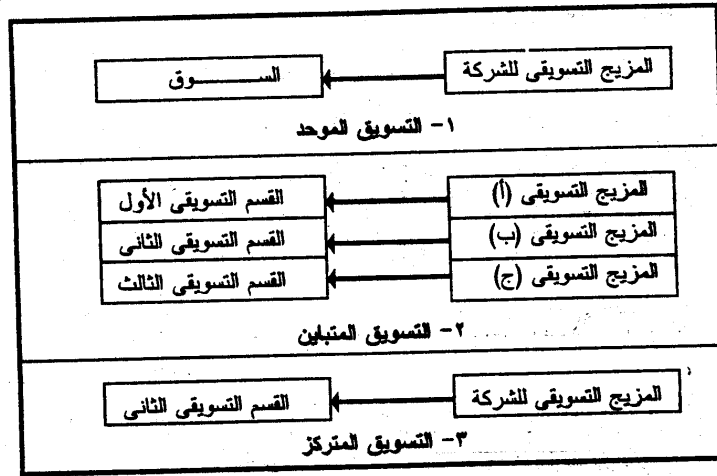 المزيج التسويقى للشركة
الســـــــوق
١- التسويق الموحد
المزيج التسويقى (أ)
القسم التسويقى الأول
المزيج التسويقى (ب)
القسم التسويقى الثانى
المزيج التسويقى (ج)
القسم التسويقى الثالث
٢- التسويق المتباين
المزيج التسويقى للشركة
القسم التسويقى الثانى
٣- التسويق المتركز